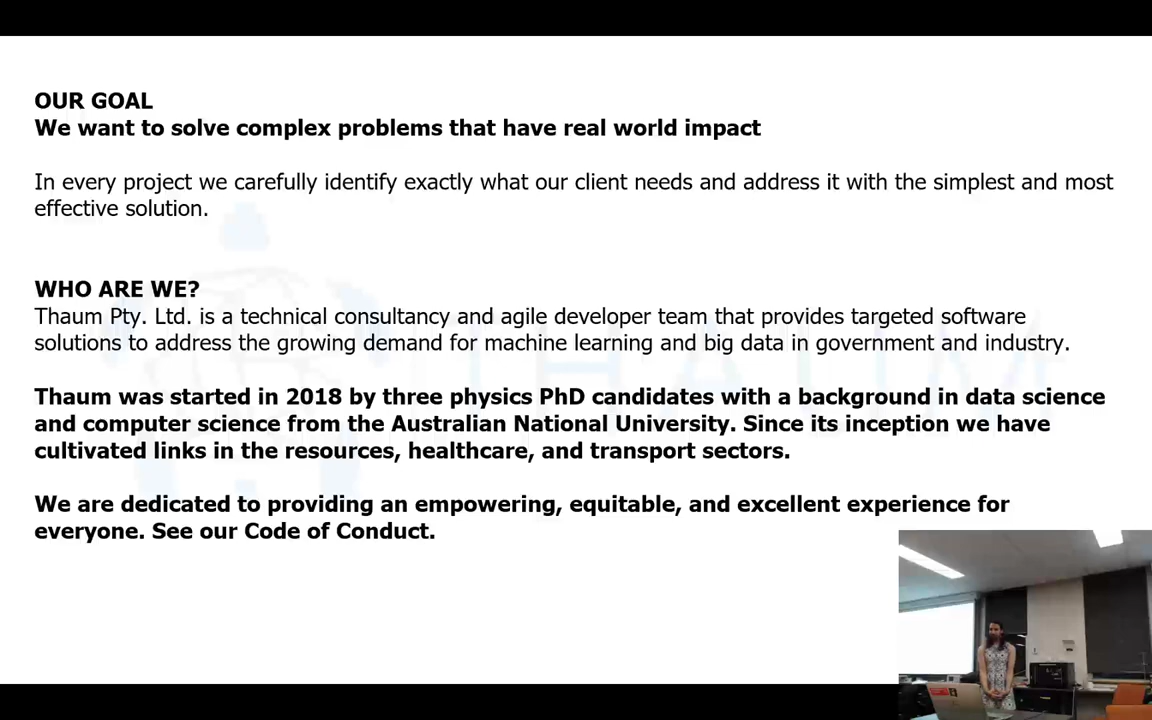 OUR GOAL
We want to solve complex problems that have real world impact
In every project we carefully identify exactly what our client needs and address it with the simplest and most
effective solution.
WHO ARE WE?
Thaum Pty. Ltd. is a technical consultancy and agile developer team that provides targeted software
solutions to address the growing demand for machine learning and big data in government and industry.
Thaum was started in 2018 by three physics PhD candidates with a background in data science
and computer science from the Australian National University. Since its inception we have
cultivated links in the resources, healthcare, and transport sectors.
We are dedicated to providing an empowering, equitable, and excellent experience for
everyone. See our Code of Conduct.
THAUM